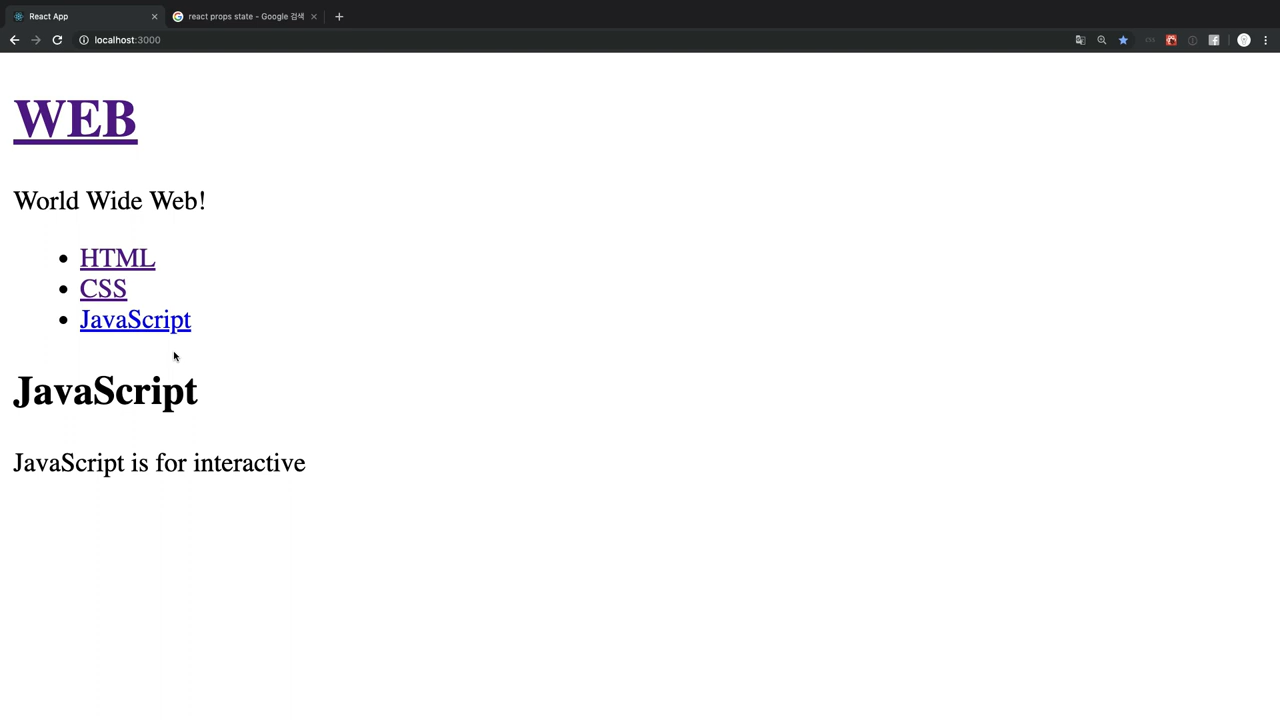 React App
react props state - Google 검색
localhost:3000
WEB
World Wide Web!
HTML
CSS
JavaScript
JavaScript
JavaScript is for interactive